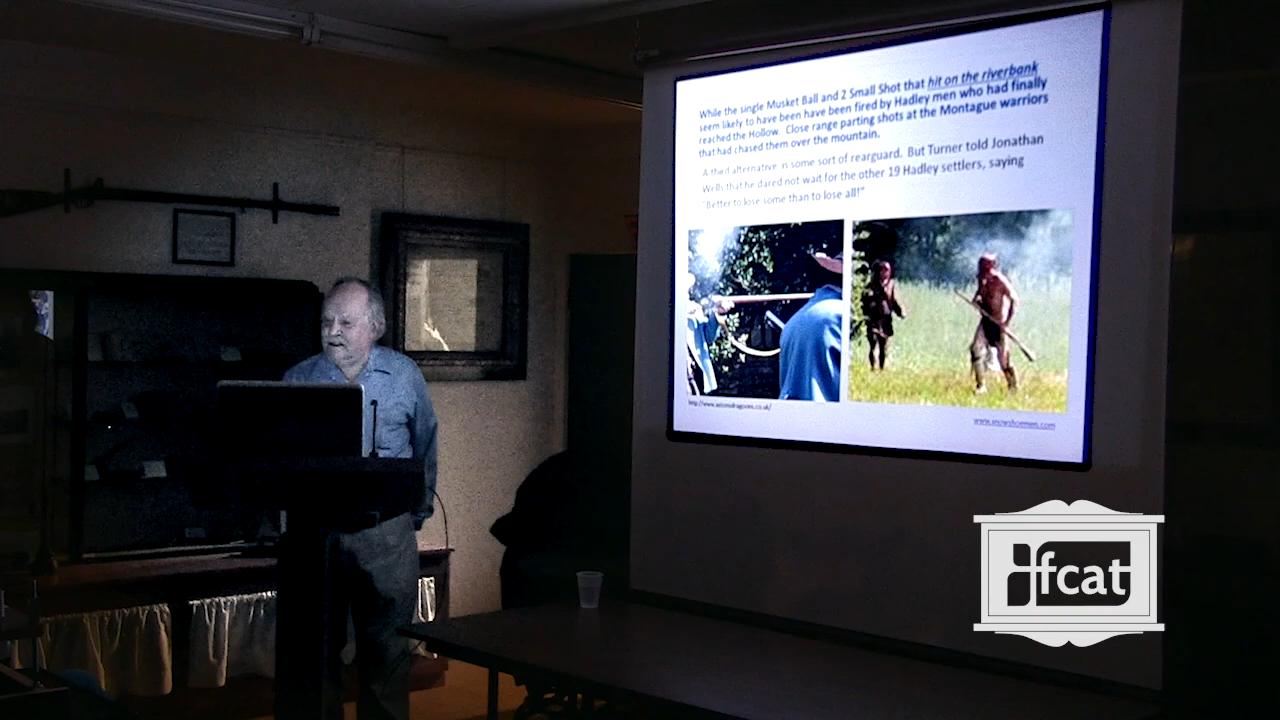 While the single Musket Ball and 2 Small Shot that hit on the riverbank
seem likely to have been have been fired by Hadley men who had finally
reached the Hollow. Close range parting shots at the Montague warriors
that had chased them over the mountain.
A third alternative is some sort of rearguard. But Turner told Jonathan
Wells that he dared not wait for the other 19 Hadley settlers, saying
"Better to lose some than to lose all!"
www.snowshoemen.com
fcat